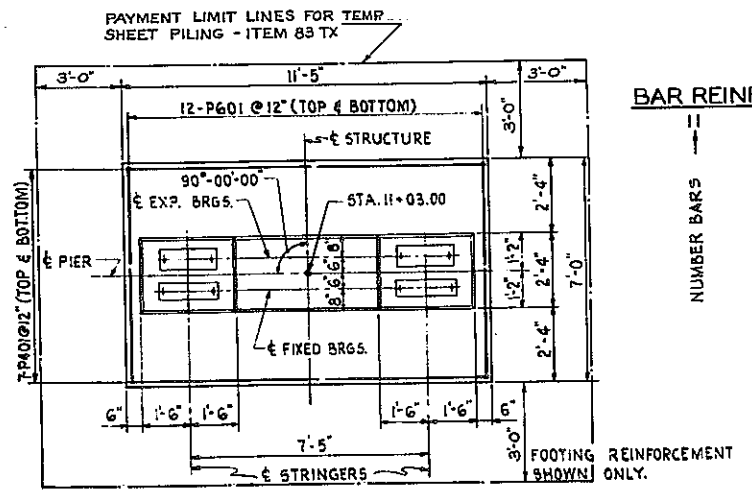 PAYMENT LIMIT LINES FOR TEMP.
SHEET PILING - ITEM 83 TX
3'-0"
11'-5"
3'-0"
12-P601 @ 12" (TOP & BOTTOM)
3'-0"
BAR REINF
11
NUMBER BARS
℄ STRUCTURE
90°-00'-00"
℄ EXP. BRGS.
STA. 11+03.00
2'-4"
℄ PIER
7-P401@12" (TOP & BOTTOM)
8"
6"
6"
8"
1'-2"
1'-2"
2'-4"
7'-0"
℄ FIXED BRGS.
2'-4"
6"
1'-6"
1'-6"
1'-6"
1'-6"
6"
7'-5"
3'-0"
℄ STRINGERS
FOOTING REINFORCEMENT
SHOWN ONLY.